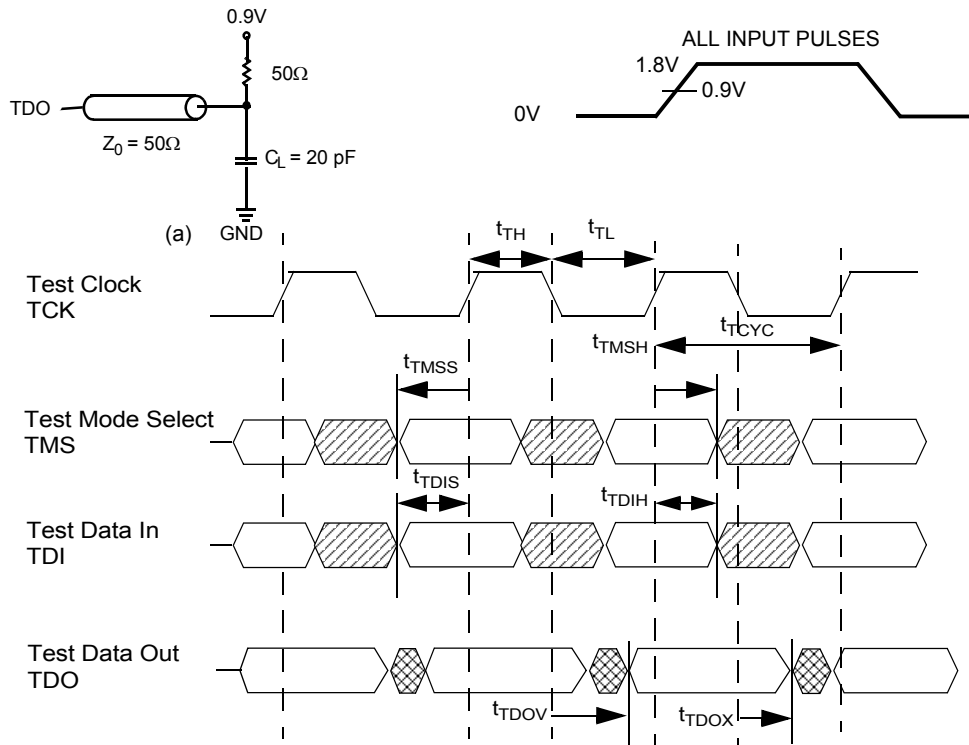 0.9V
50Ω
TDO
Z0 = 50Ω
CL = 20 pF
(a)
GND
ALL INPUT PULSES
1.8V
0.9V
0V
tTH
tTL
Test Clock
TCK
tTCYC
tTMSH
tTMSS
Test Mode Select
TMS
tTDIS
tTDIH
Test Data In
TDI
Test Data Out
TDO
tTDOV
tTDOX